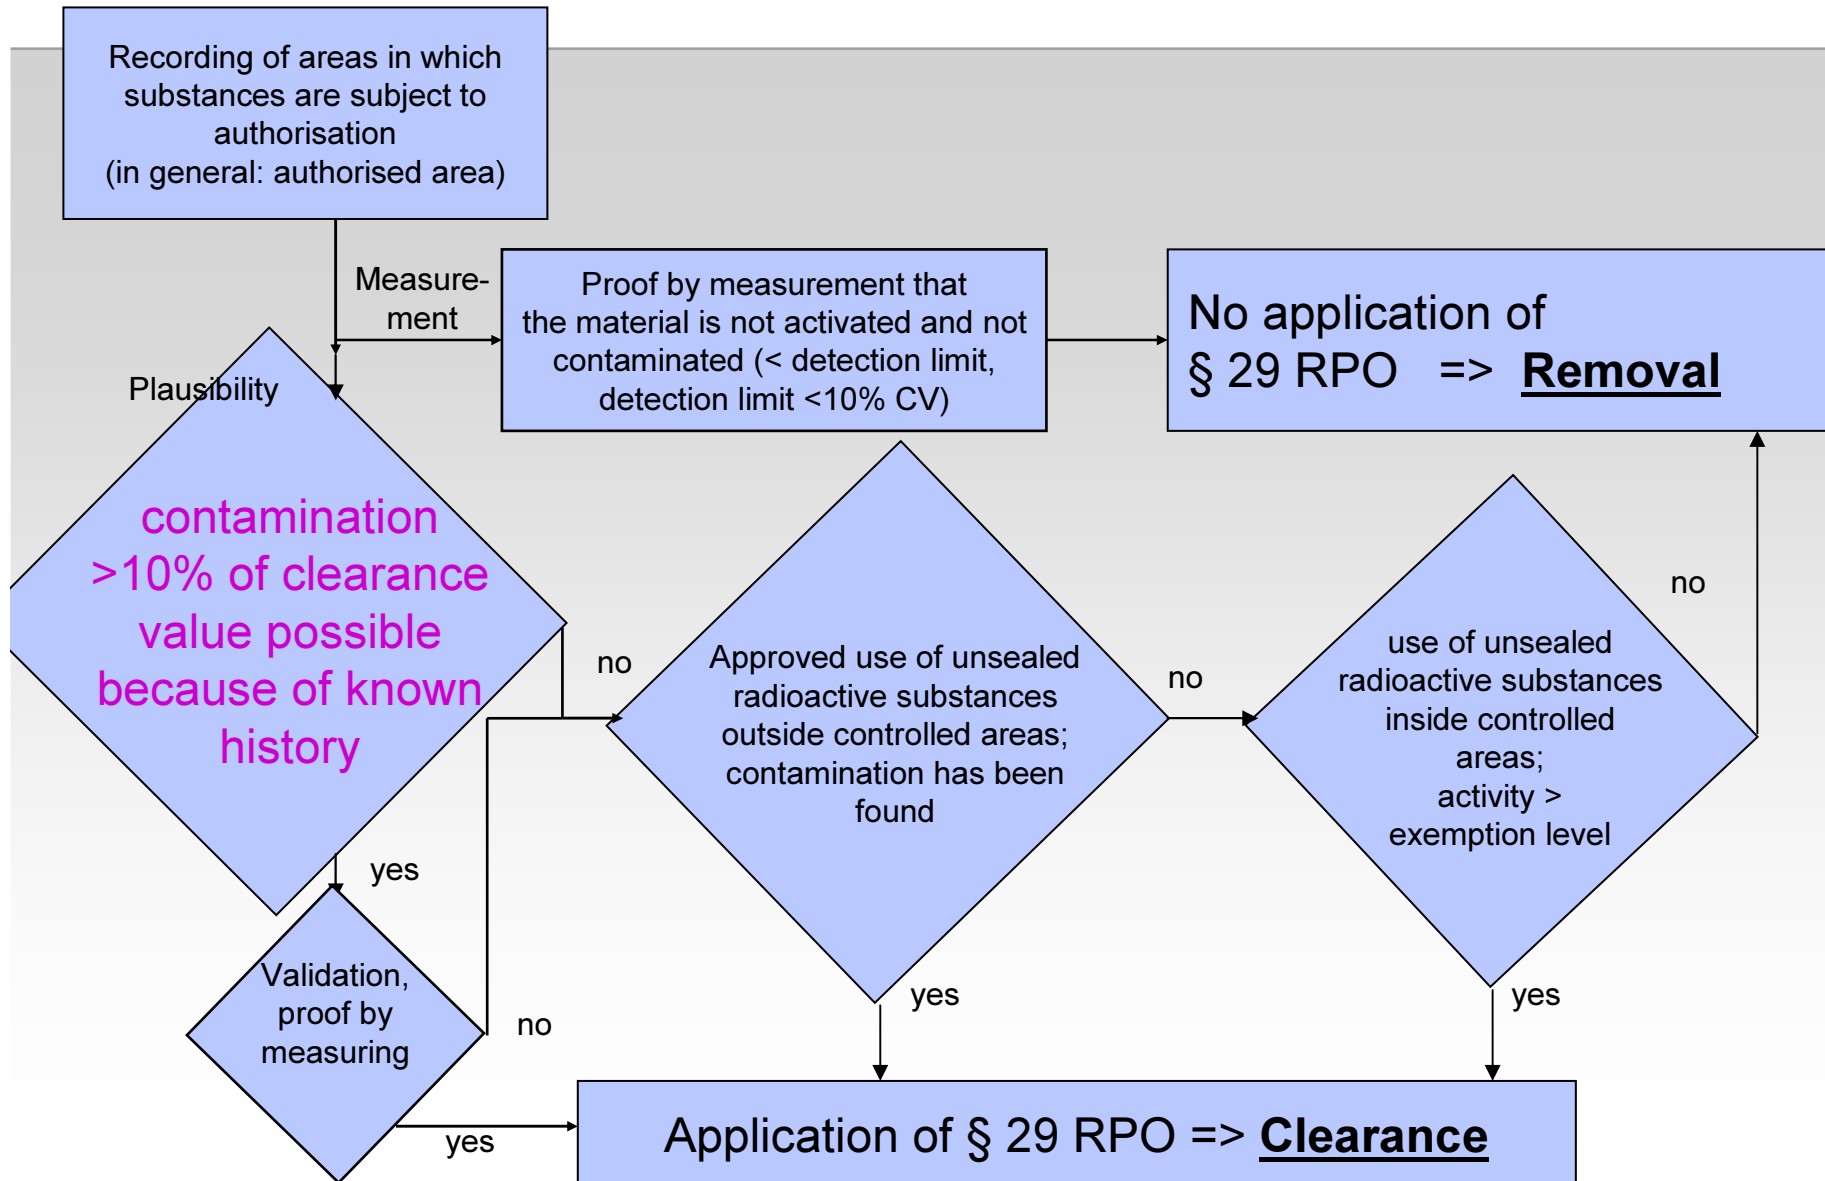 Recording of areas in which
substances are subject to
authorisation
(in general: authorised area)
Measure-
ment
Proof by measurement that
the material is not activated and not
contaminated (< detection limit,
detection limit <10% CV)
No application of
§ 29 RPO => Removal
Plausibility
contamination
>10% of clearance
value possible
because of known
history
no
Approved use of unsealed
radioactive substances
outside controlled areas;
contamination has been
found
no
use of unsealed
radioactive substances
inside controlled
areas;
activity >
exemption level
no
yes
Validation,
proof by
measuring
no
yes
yes
yes
Application of § 29 RPO => Clearance